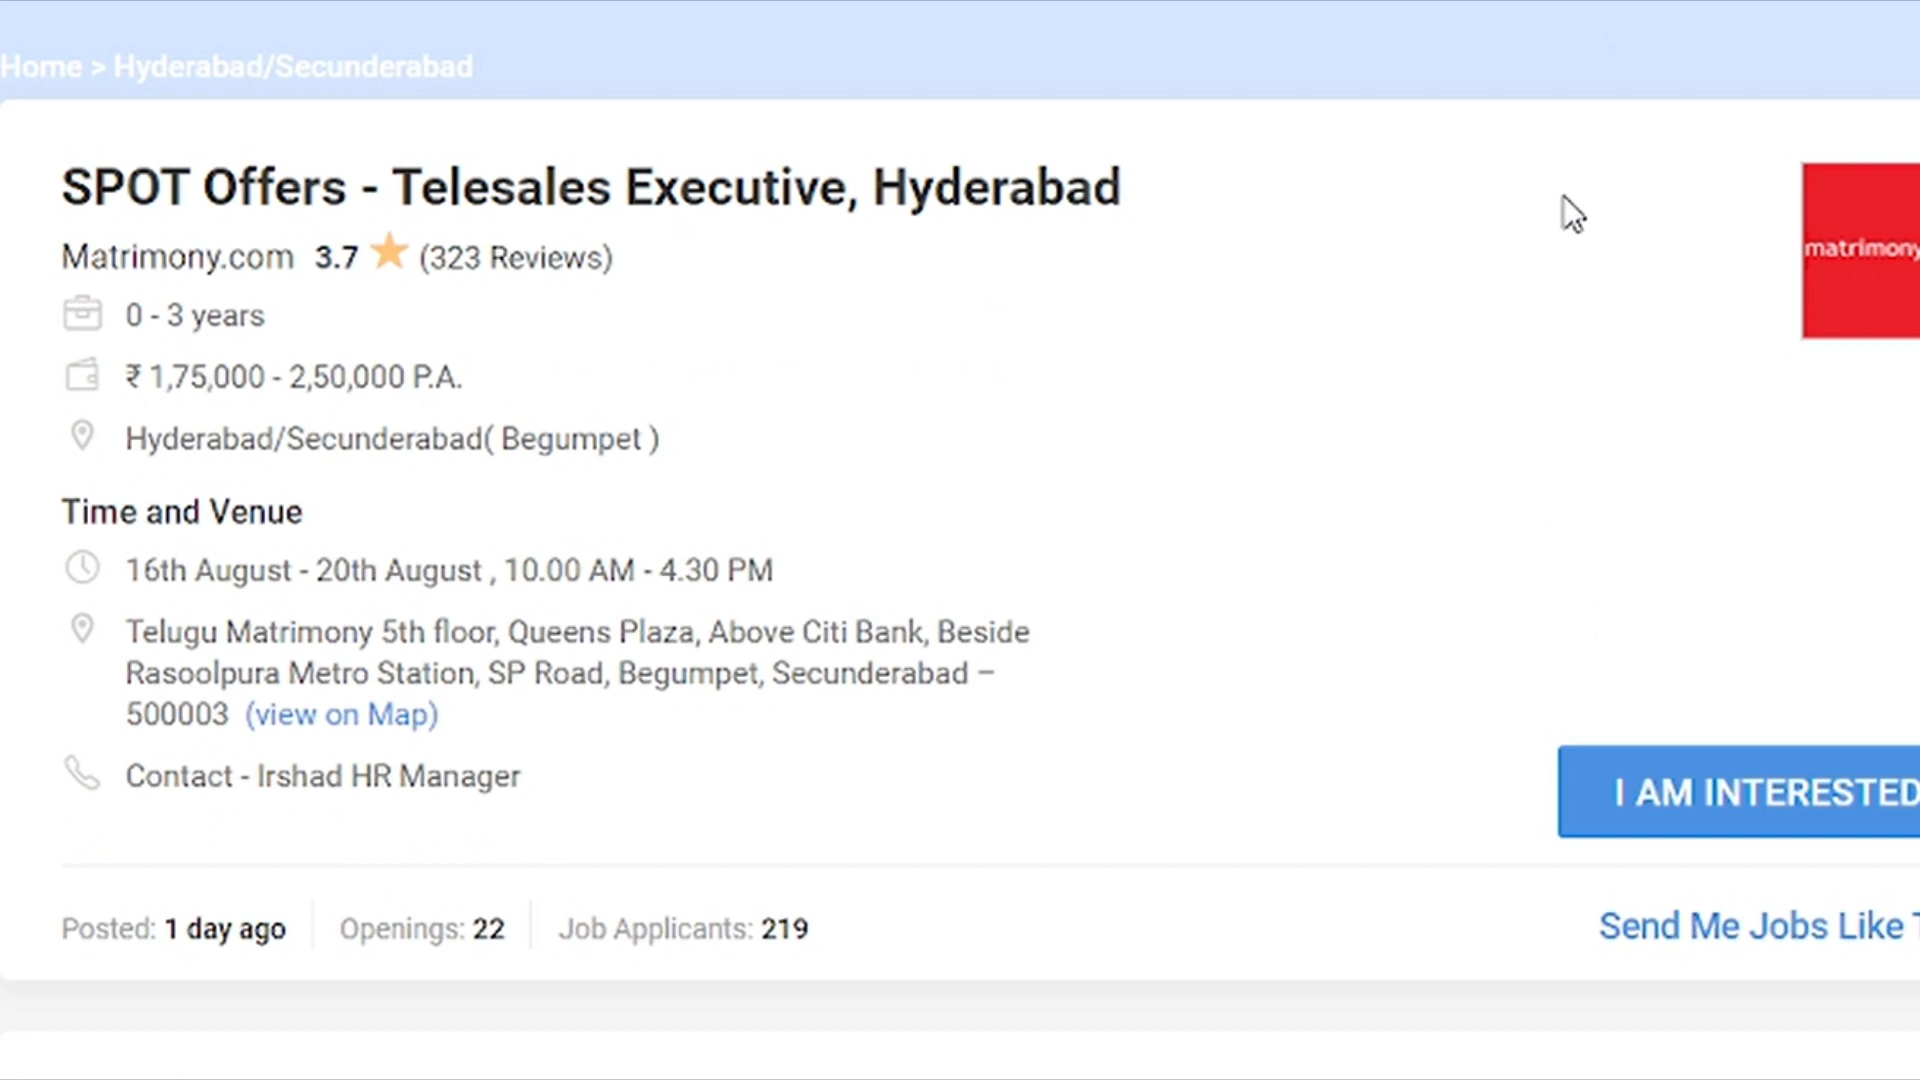 Home > Hyderabad/Secunderabad
SPOT Offers - Telesales Executive, Hyderabad
Matrimony.com 3.7 (323 Reviews)
matrimony
0 - 3 years
₹ 1,75,000 - 2,50,000 P.A.
Hyderabad/Secunderabad( Begumpet )
Time and Venue
16th August - 20th August , 10.00 AM - 4.30 PM
Telugu Matrimony 5th floor, Queens Plaza, Above Citi Bank, Beside
Rasoolpura Metro Station, SP Road, Begumpet, Secunderabad –
500003 (view on Map)
Contact - Irshad HR Manager
I AM INTERESTED
Posted: 1 day ago Openings: 22 Job Applicants: 219
Send Me Jobs Like